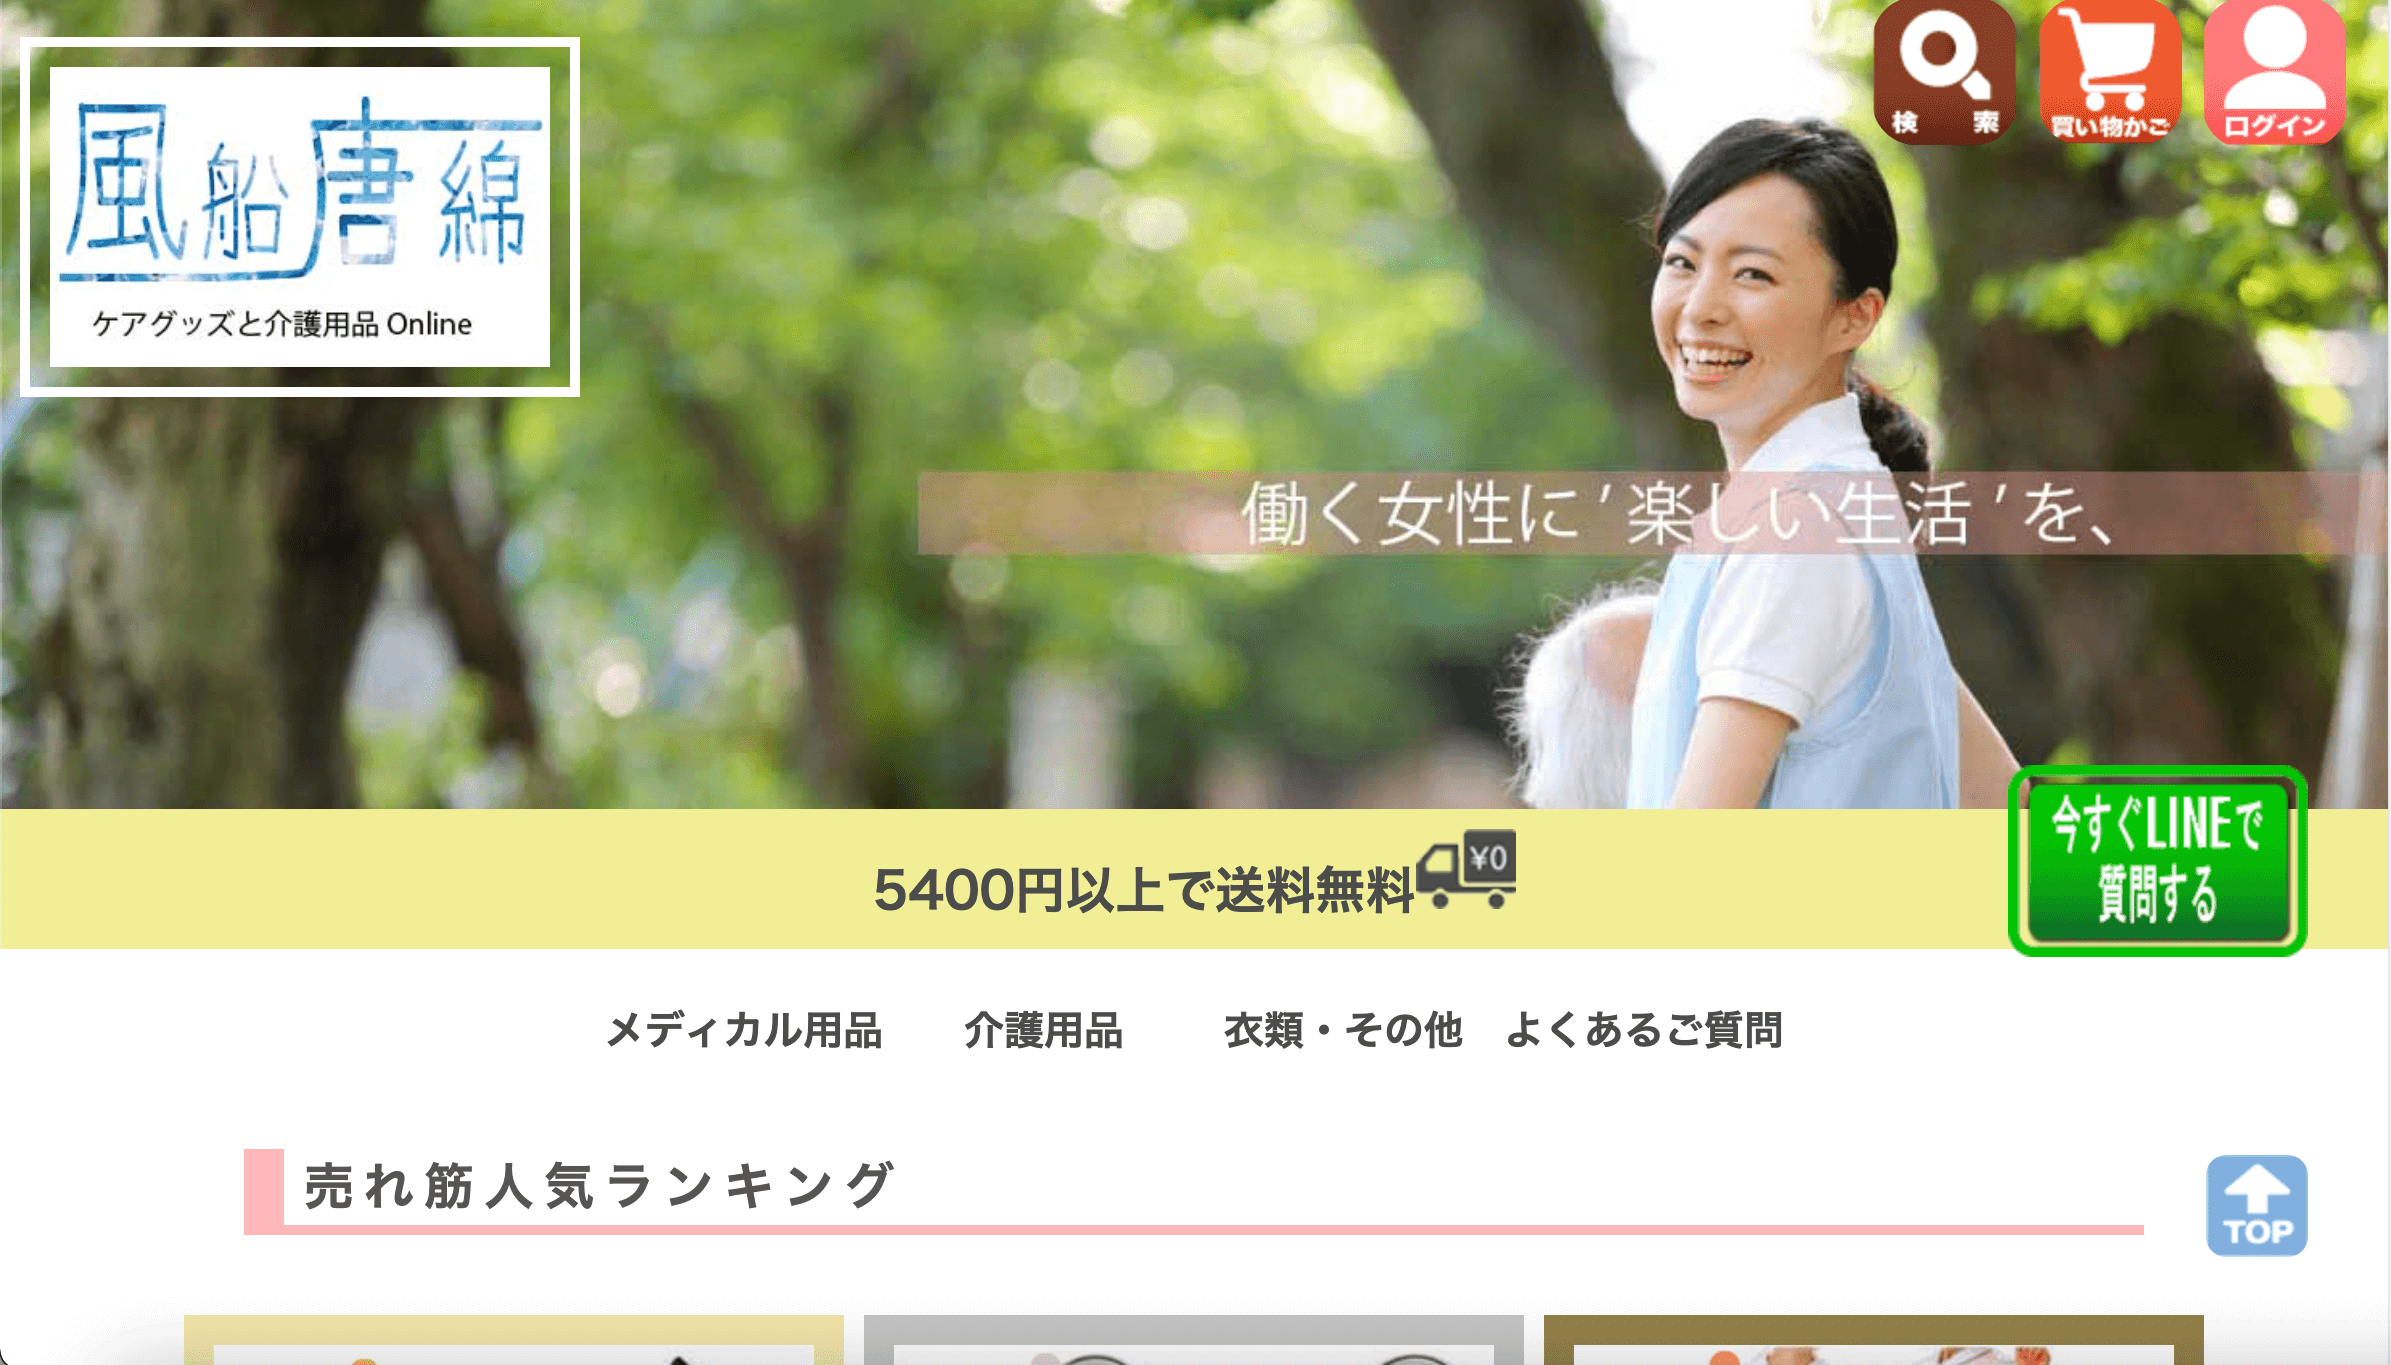 風船唐綿
ケアグッズと介護用品 Online
検 索
買い物かご
ログイン
働く女性に’楽しい生活’を、
5400円以上で送料無料
¥0
今すぐLINEで
質問する
メディカル用品 介護用品 衣類・その他 よくあるご質問
売れ筋人気ランキング
TOP